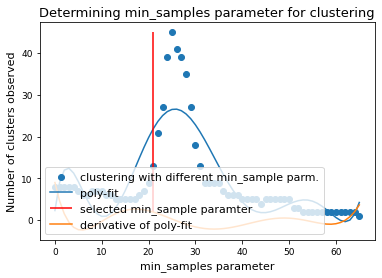 Determining min_samples parameter for clustering
Number of clusters observed
40
30
20
10
0
clustering with different min_sample parm.
poly-fit
selected min_sample paramter
derivative of poly-fit
0 10 20 30 40 50 60
min_samples parameter